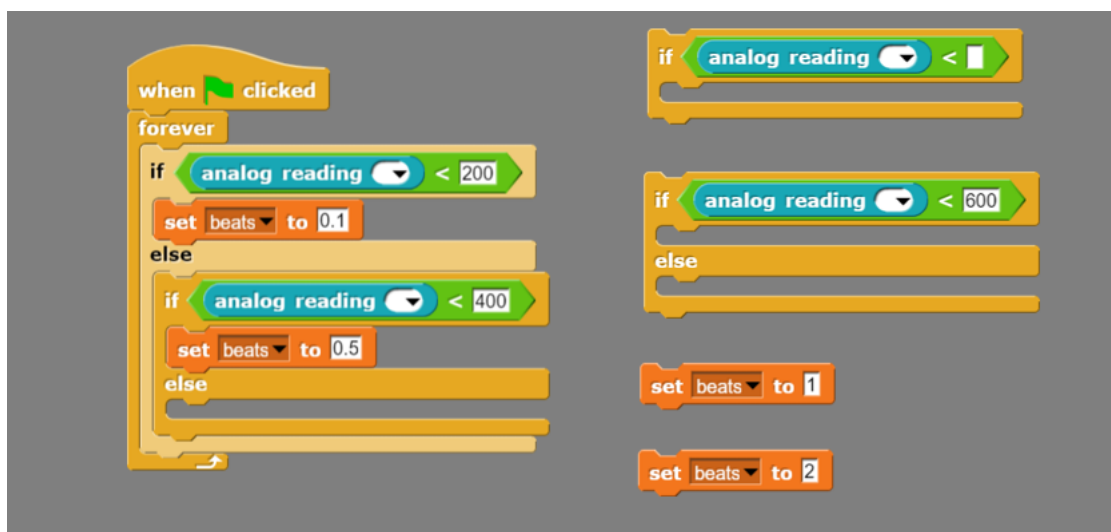 when clicked
forever
if analog reading < 200
set beats to 0.1
else
if analog reading < 400
set beats to 0.5
else
if analog reading <
if analog reading < 600
else
set beats to 1
set beats to 2